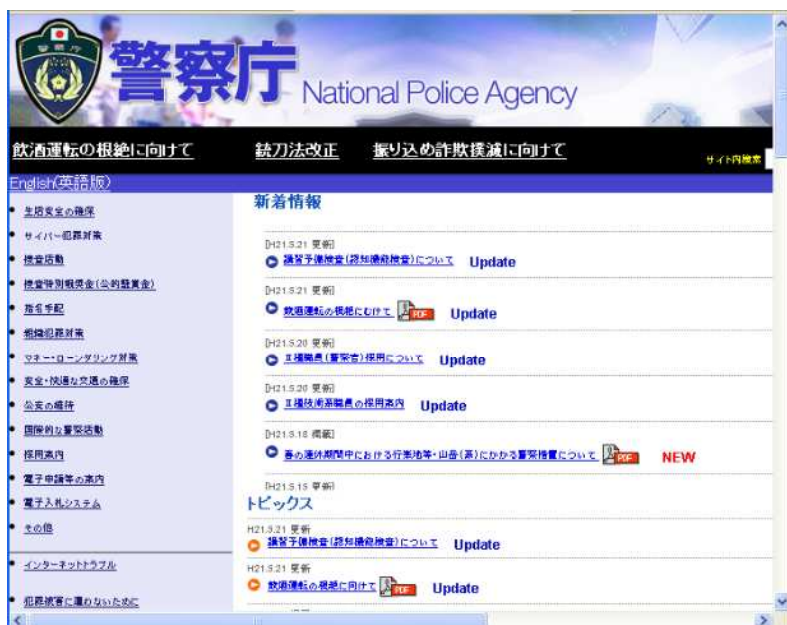 警察庁 National Police Agency
飲酒運転の根絶に向けて 銃刀法改正 振り込め詐欺撲滅に向けて サイト内検索
English(英語版)
新着情報
生活安全の確保
サイバー犯罪対策
捜査活動
捜査特別報奨金(公的懸賞金)
指名手配
組織犯罪対策
マネー・ローンダリング対策
安全・快適な交通の確保
公安の維持
国際的な警察活動
採用案内
電子申請等の案内
電子入札システム
その他
インターネットトラブル
犯罪被害に遭わないために
[H21.5.21 更新]
講習予備検査(認知機能検査)について Update
[H21.5.21 更新]
飲酒運転の根絶にむけて PDF Update
[H21.5.20 更新]
Ⅱ種職員(警察官)採用について Update
[H21.5.20 更新]
Ⅱ種技術系職員の採用案内 Update
[H21.5.18 掲載]
春の連休期間中における行楽地等・山岳(系)にかかる警察措置について PDF NEW
[H21.5.15 更新]
トピックス
H21.5.21 更新
講習予備検査(認知機能検査)について Update
H21.5.21 更新
飲酒運転の根絶に向けて PDF Update